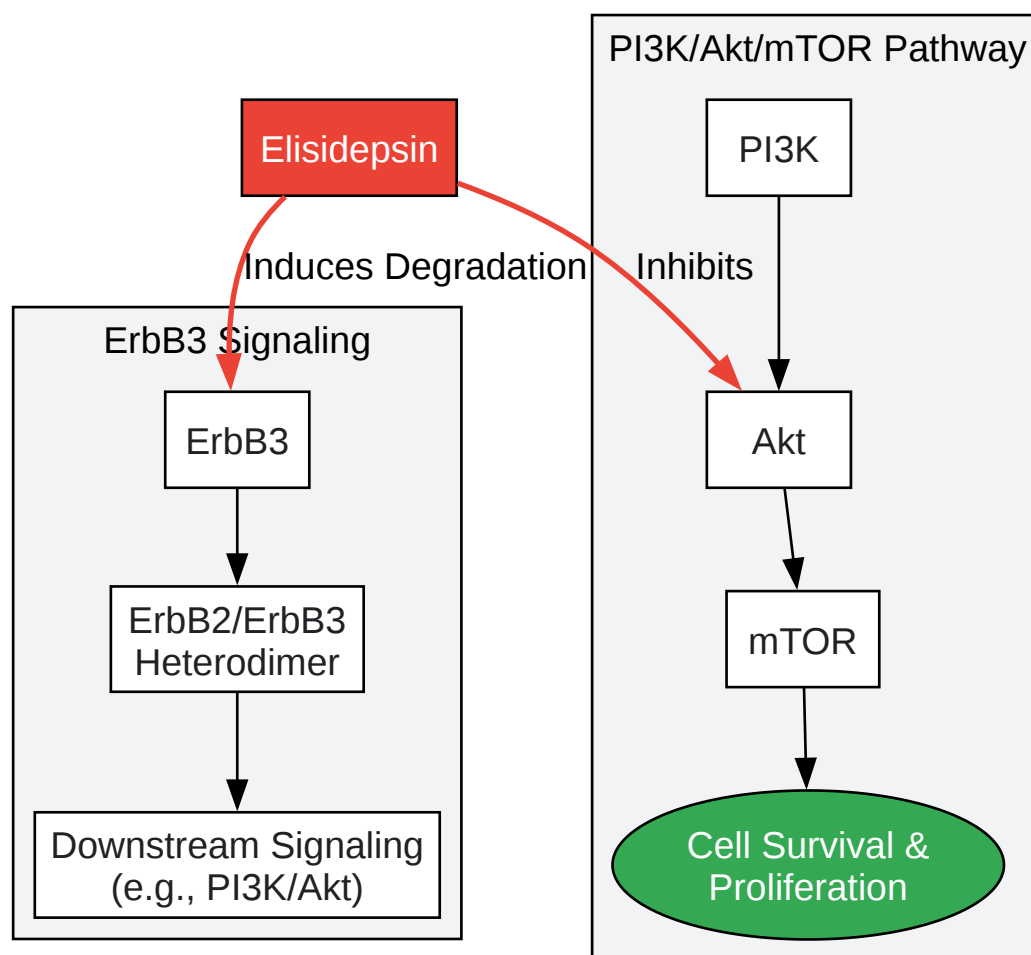 PI3K/Akt/mTOR Pathway
Elisidepsin
PI3K
Induces Degradation
Inhibits
ErbB3 Signaling
ErbB3
Akt
ErbB2/ErbB3
Heterodimer
mTOR
Downstream Signaling
(e.g., PI3K/Akt)
Cell Survival &
Proliferation